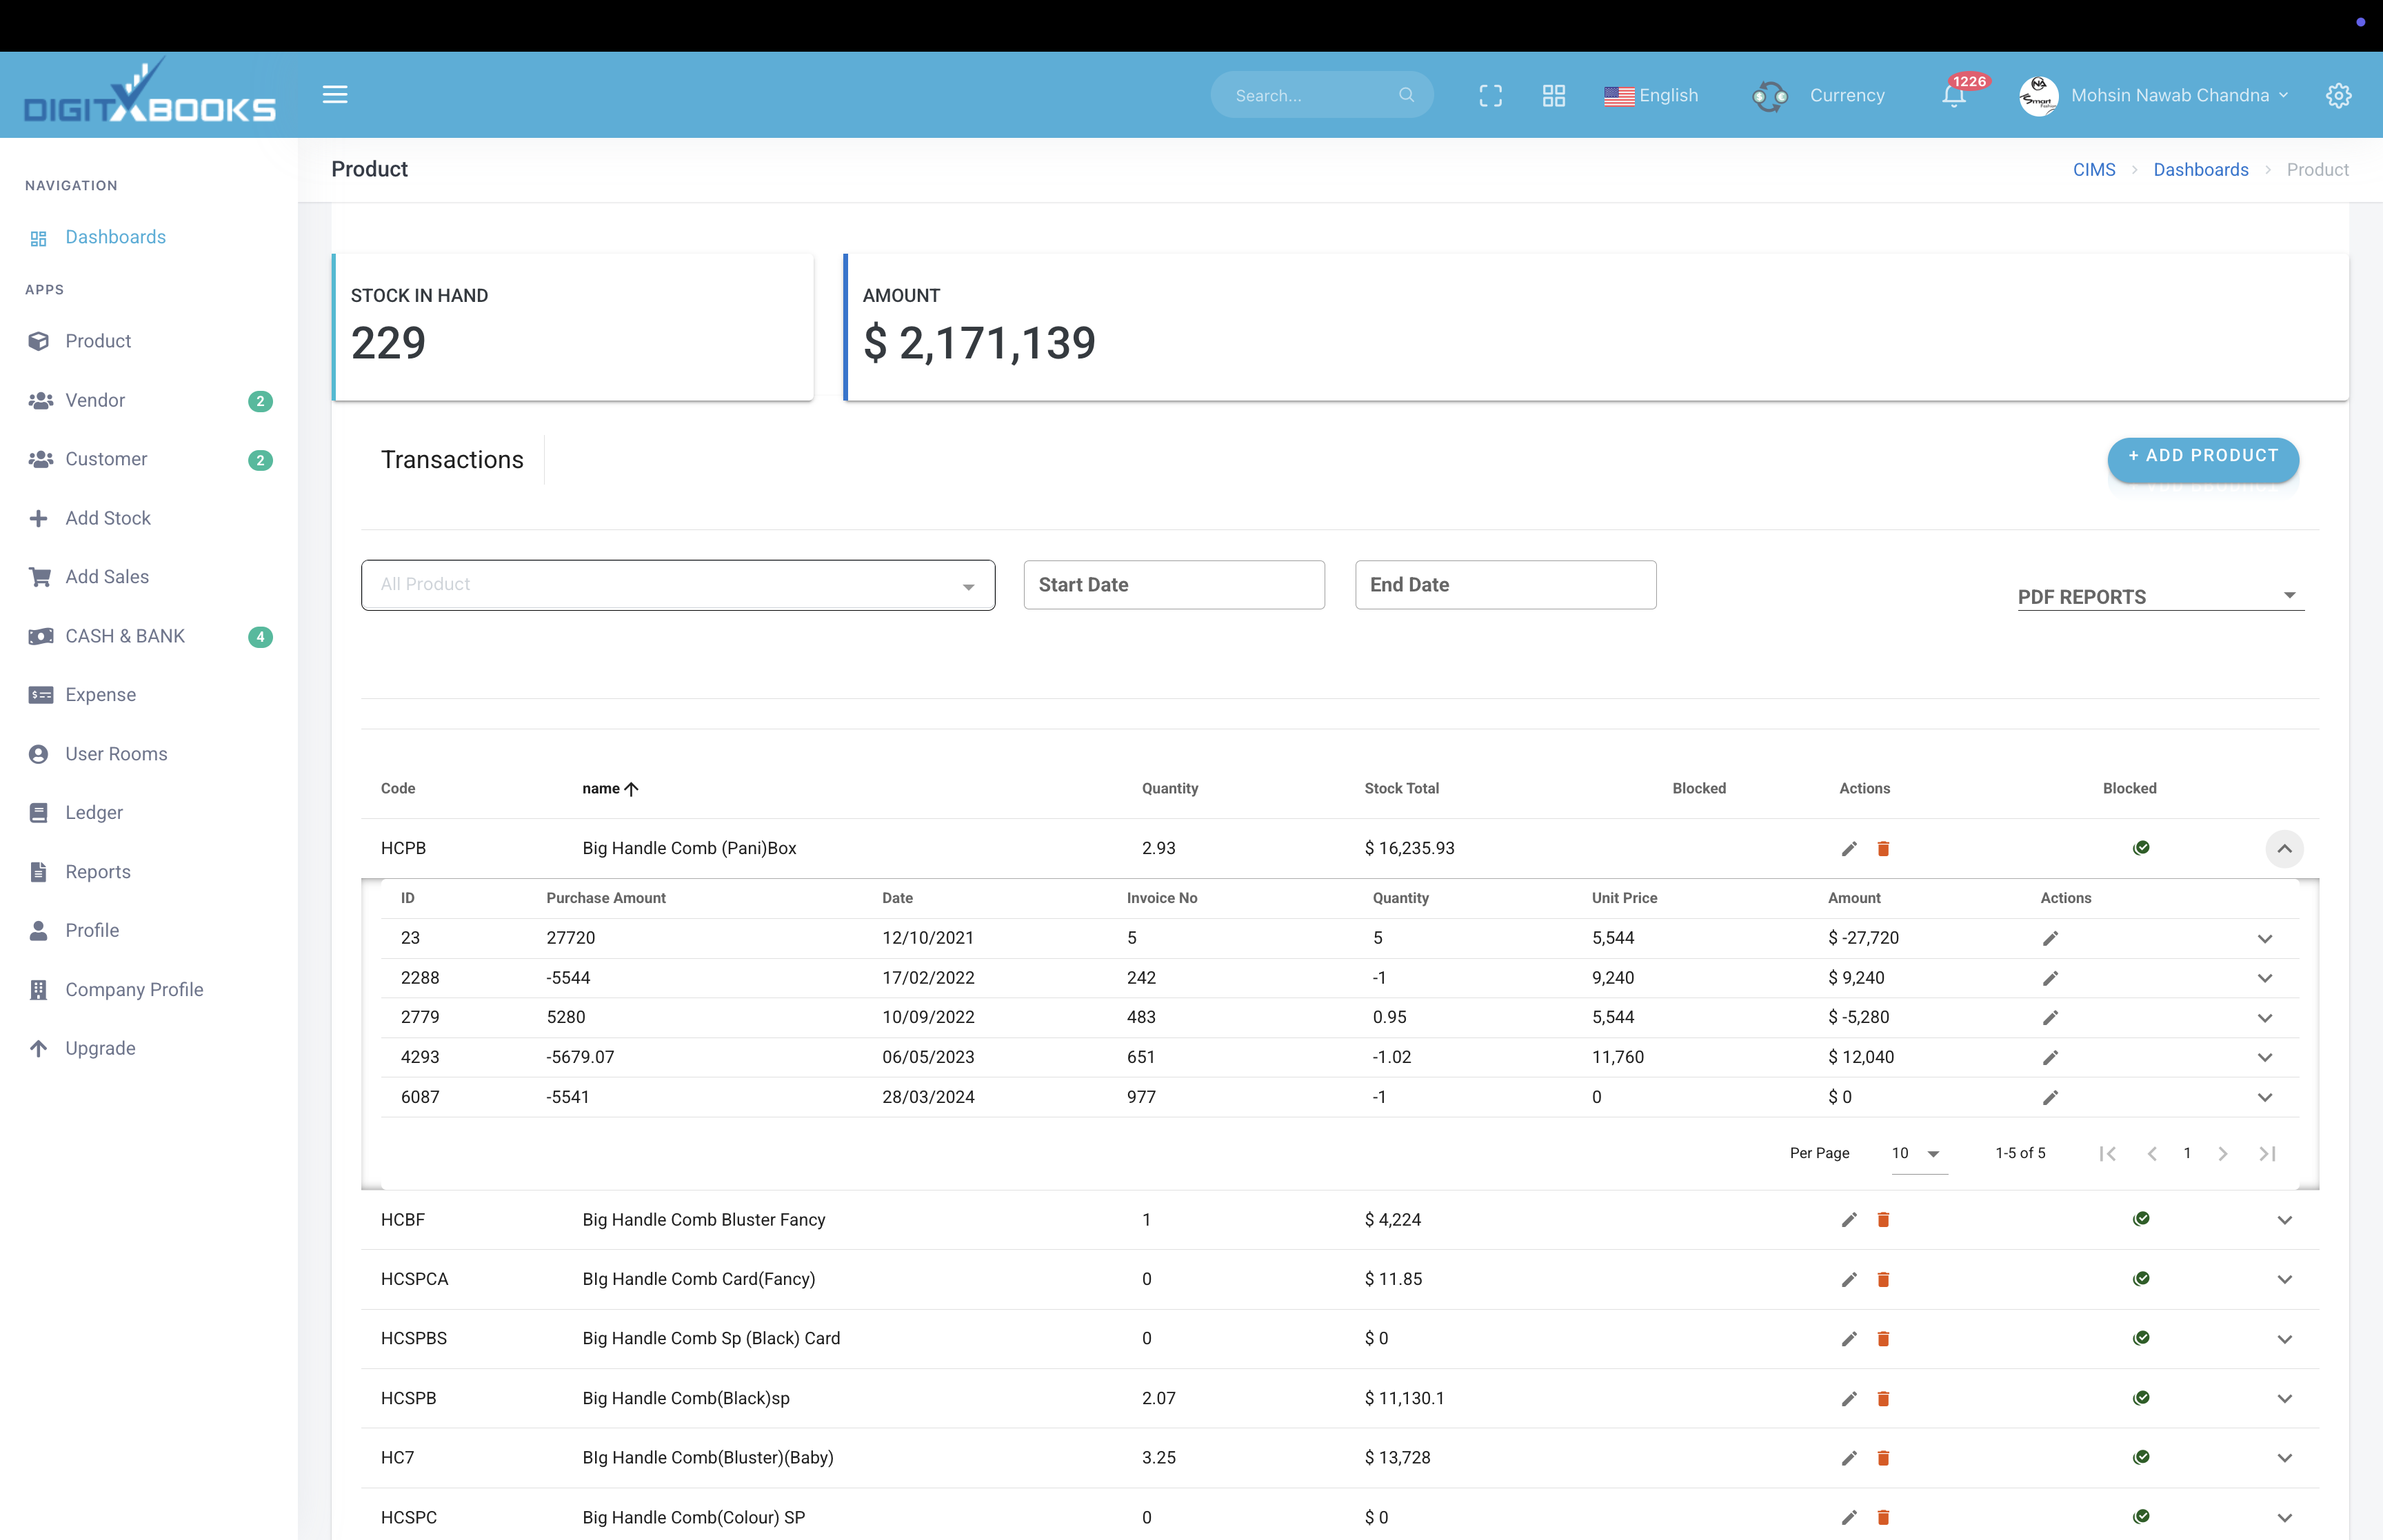 DIGITXBOOKS
Search...
English
Currency
1226
NA
Smart
Mohsin Nawab Chandna
NAVIGATION
Dashboards
APPS
Product
Vendor 2
Customer 2
Add Stock
Add Sales
CASH & BANK 4
Expense
User Rooms
Ledger
Reports
Profile
Company Profile
Upgrade
Product
CIMS > Dashboards > Product
STOCK IN HAND
229
AMOUNT
$ 2,171,139
Transactions
+ ADD PRODUCT
All Product
Start Date
End Date
PDF REPORTS
Code name Quantity Stock Total Blocked Actions Blocked
HCPB Big Handle Comb (Pani)Box 2.93 $ 16,235.93
ID Purchase Amount Date Invoice No Quantity Unit Price Amount Actions
23 27720 12/10/2021 5 5 5,544 $ -27,720
2288 -5544 17/02/2022 242 -1 9,240 $ 9,240
2779 5280 10/09/2022 483 0.95 5,544 $ -5,280
4293 -5679.07 06/05/2023 651 -1.02 11,760 $ 12,040
6087 -5541 28/03/2024 977 -1 0 $ 0
Per Page 10 1-5 of 5 1
HCBF Big Handle Comb Bluster Fancy 1 $ 4,224
HCSPCA BIg Handle Comb Card(Fancy) 0 $ 11.85
HCSPBS Big Handle Comb Sp (Black) Card 0 $ 0
HCSPB Big Handle Comb(Black)sp 2.07 $ 11,130.1
HC7 BIg Handle Comb(Bluster)(Baby) 3.25 $ 13,728
HCSPC Big Handle Comb(Colour) SP 0 $ 0